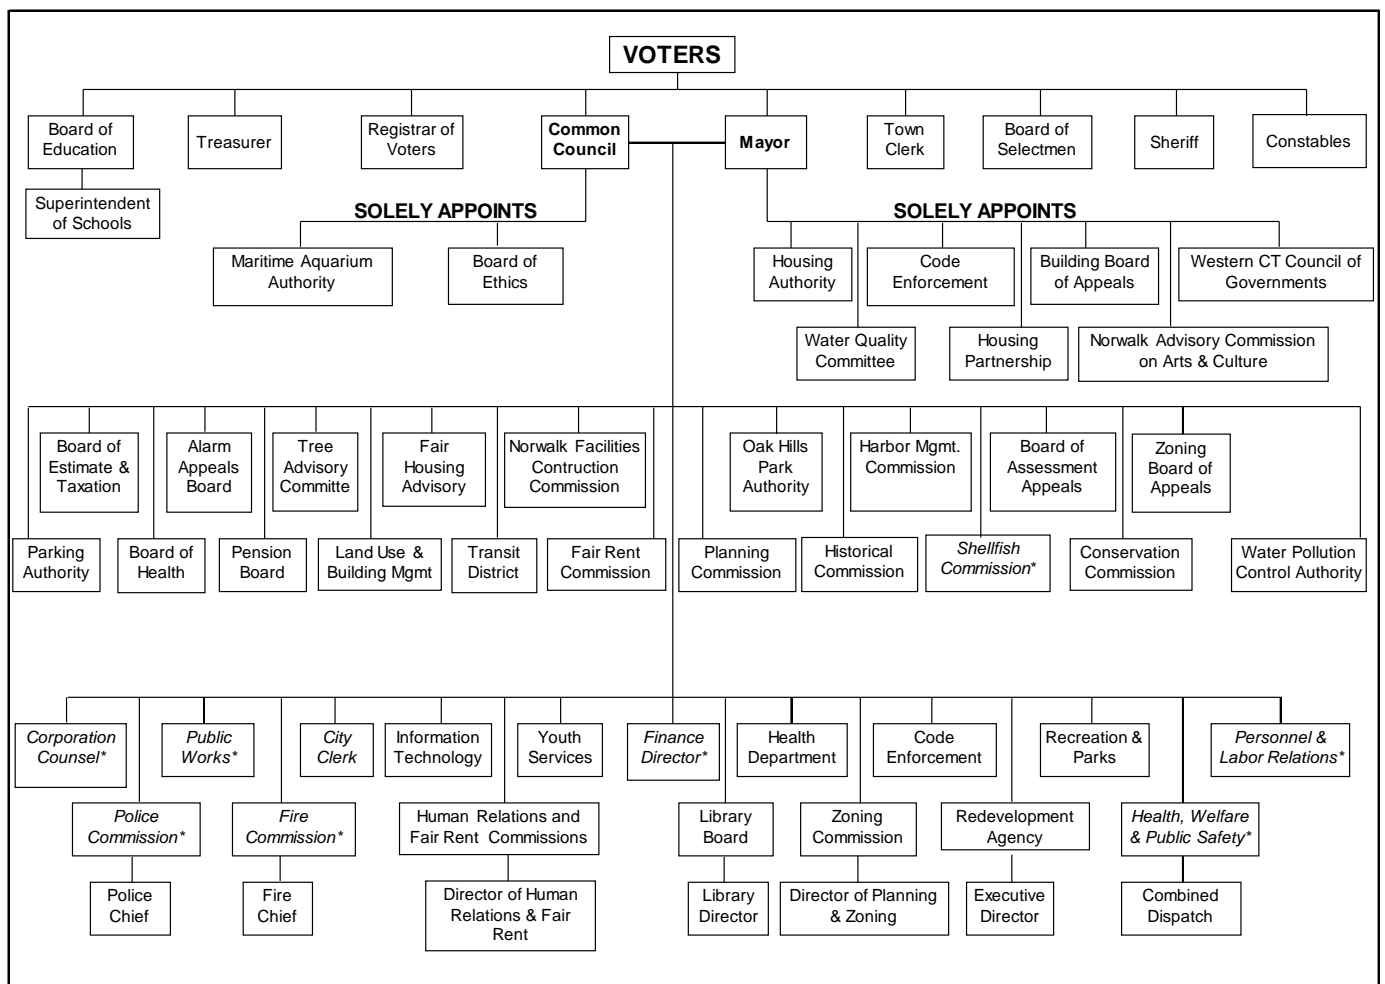 VOTERS
Board of
Education
Treasurer
Registrar of
Voters
Common
Council
Mayor
Town
Clerk
Board of
Selectmen
Sheriff
Constables
Superintendent
of Schools
SOLELY APPOINTS
SOLELY APPOINTS
Maritime Aquarium
Authority
Board of
Ethics
Housing
Authority
Code
Enforcement
Building Board
of Appeals
Western CT Council of
Governments
Water Quality
Committee
Housing
Partnership
Norwalk Advisory Commission
on Arts & Culture
Board of
Estimate &
Taxation
Alarm
Appeals
Board
Tree
Advisory
Committe
Fair
Housing
Advisory
Norwalk Facilities
Contruction
Commission
Oak Hills
Park
Authority
Harbor Mgmt.
Commission
Board of
Assessment
Appeals
Zoning
Board of
Appeals
Parking
Authority
Board of
Health
Pension
Board
Land Use &
Building Mgmt
Transit
District
Fair Rent
Commission
Planning
Commission
Historical
Commission
Shellfish
Commission*
Conservation
Commission
Water Pollution
Control Authority
Corporation
Counsel*
Public
Works*
City
Clerk
Information
Technology
Youth
Services
Finance
Director*
Health
Department
Code
Enforcement
Recreation &
Parks
Personnel &
Labor Relations*
Police
Commission*
Fire
Commission*
Human Relations and
Fair Rent Commissions
Library
Board
Zoning
Commission
Redevelopment
Agency
Health, Welfare
& Public Safety*
Police
Chief
Fire
Chief
Director of Human
Relations & Fair
Rent
Library
Director
Director of Planning
& Zoning
Executive
Director
Combined
Dispatch